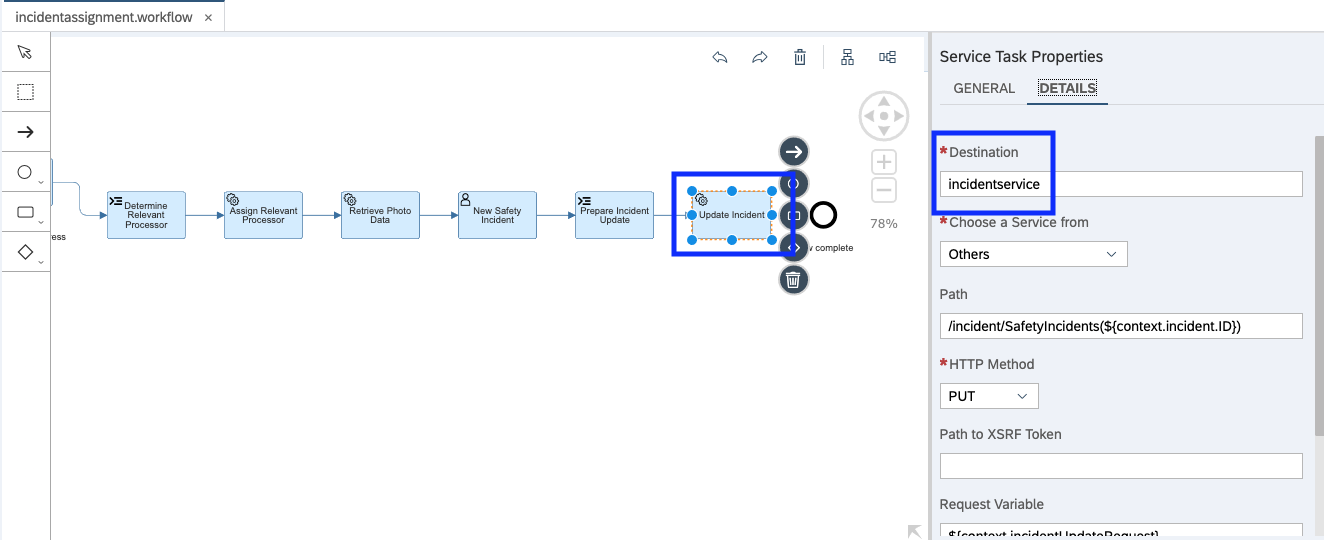 incidentassignment.workflow ×
Service Task Properties
GENERAL DETAILS
Destination
incidentservice
Choose a Service from
Others
Path
/incident/SafetyIncidents(${context.incident.ID})
HTTP Method
PUT
Path to XSRF Token
Request Variable
${context.incidentUpdateRequest}
78%
ess
Determine
Relevant
Processor
Assign Relevant
Processor
Retrieve Photo
Data
New Safety
Incident
Prepare Incident
Update
Update Incident
complete